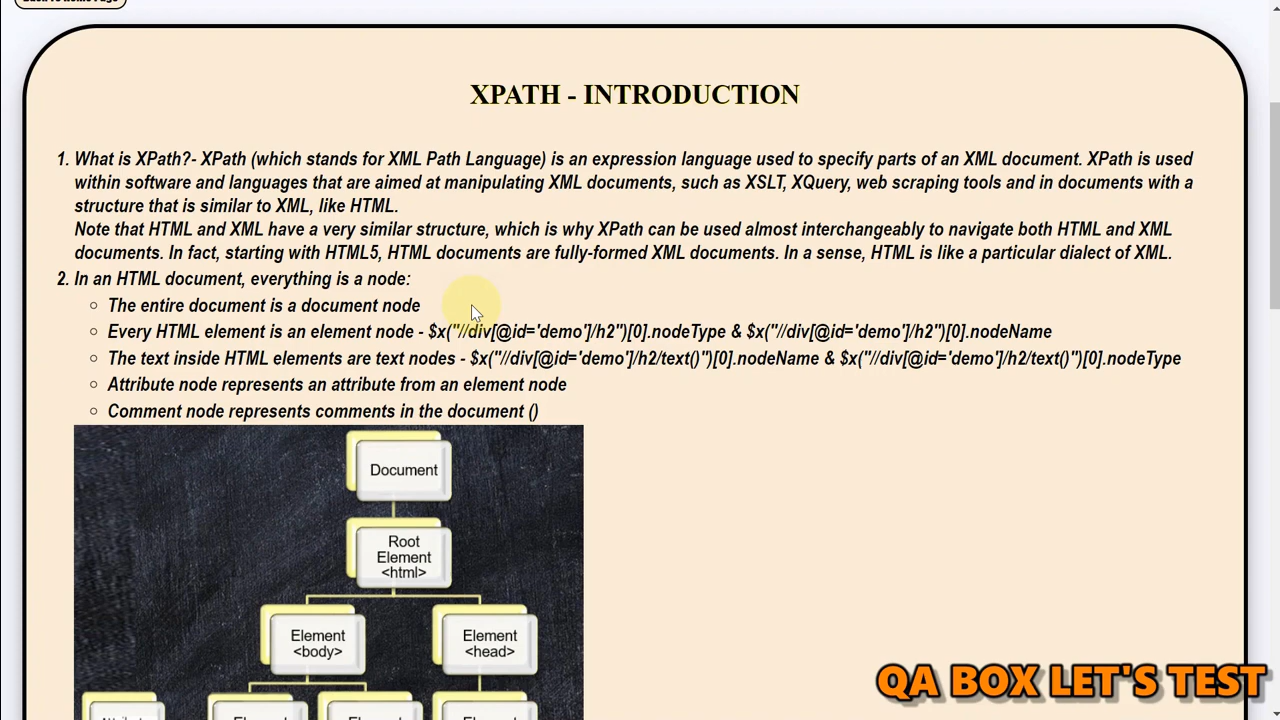 Back To Home Page
XPATH - INTRODUCTION
1. What is XPath?- XPath (which stands for XML Path Language) is an expression language used to specify parts of an XML document. XPath is used
within software and languages that are aimed at manipulating XML documents, such as XSLT, XQuery, web scraping tools and in documents with a
structure that is similar to XML, like HTML.
Note that HTML and XML have a very similar structure, which is why XPath can be used almost interchangeably to navigate both HTML and XML
documents. In fact, starting with HTML5, HTML documents are fully-formed XML documents. In a sense, HTML is like a particular dialect of XML.
2. In an HTML document, everything is a node:
The entire document is a document node
Every HTML element is an element node - $x("//div[@id='demo']/h2")[0].nodeType & $x("//div[@id='demo']/h2")[0].nodeName
The text inside HTML elements are text nodes - $x("//div[@id='demo']/h2/text()")[0].nodeName & $x("//div[@id='demo']/h2/text()")[0].nodeType
Attribute node represents an attribute from an element node
Comment node represents comments in the document ()
Document
Root
Element
<html>
Element
<body>
Element
<head>
Element
Element
Element
QA BOX LET'S TEST